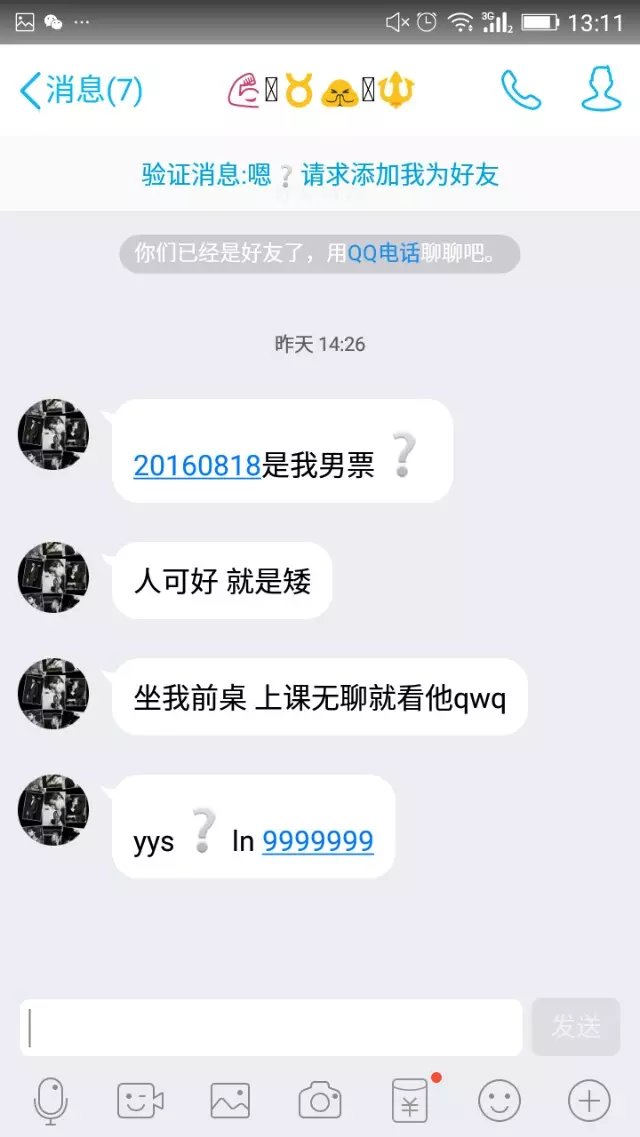 3G 2 13:11
消息(7)
验证消息:嗯❔请求添加我为好友
你们已经是好友了，用QQ电话聊聊吧。
昨天 14:26
20160818是我男票❔
人可好 就是矮
坐我前桌 上课无聊就看他qwq
yys❔ ln 9999999
发送